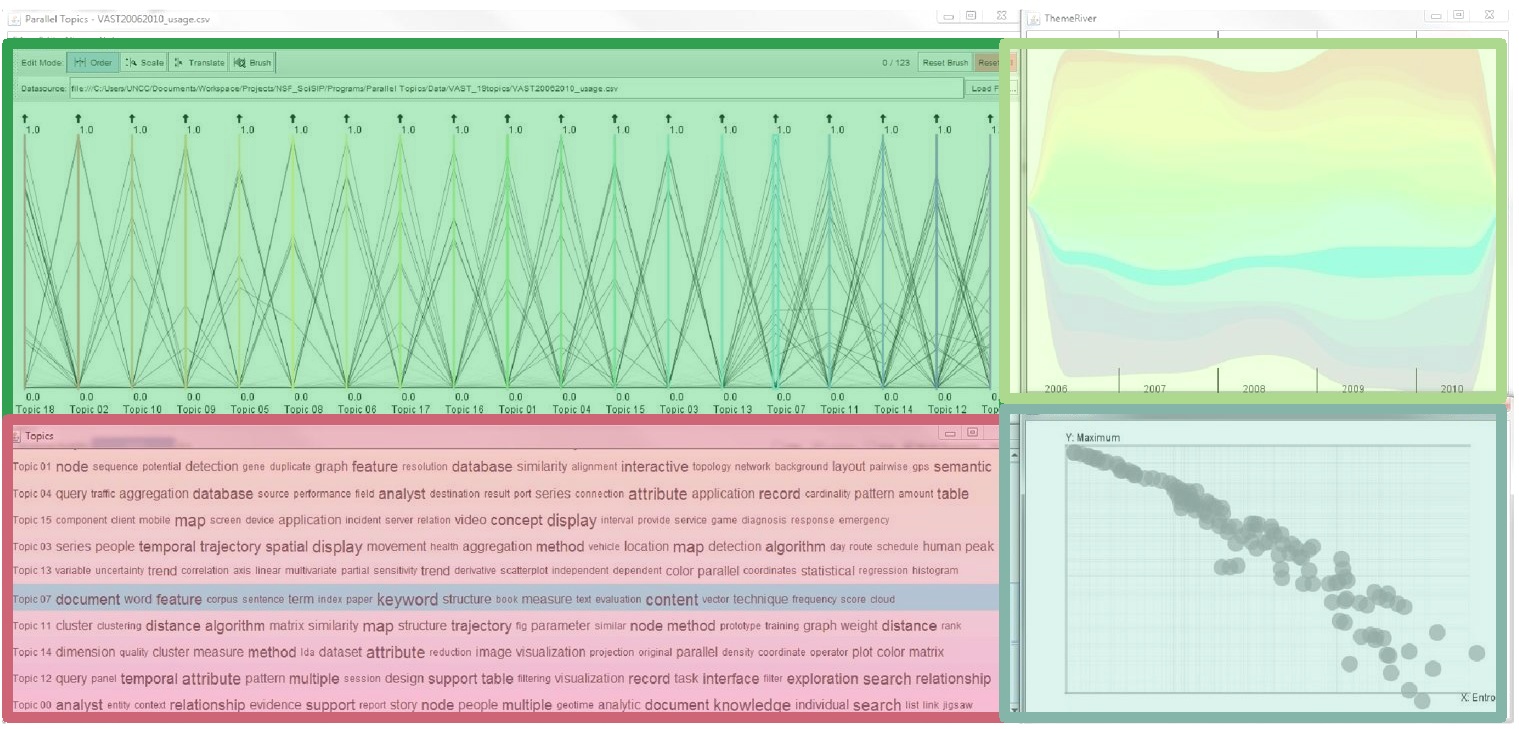 Parallel Topics - VAST20062010_usage.csv
ThemeRiver
Edit Mode: Order Scale Translate Brush 0 / 123 Reset Brush Reset
Datasource: file:///C:/Users/UNCC/Documents/Workspace/Projects/NSF_SciSIP/Programs/Parallel Topics/Data/VAST_19topics/VAST20062010_usage.csv Load F...
1.0 1.0 1.0 1.0 1.0 1.0 1.0 1.0 1.0 1.0 1.0 1.0 1.0 1.0 1.0 1.0 1.0 1.0 1.
0.0 0.0 0.0 0.0 0.0 0.0 0.0 0.0 0.0 0.0 0.0 0.0 0.0 0.0 0.0 0.0 0.0 0.0 0.0
Topic 18 Topic 02 Topic 10 Topic 09 Topic 05 Topic 08 Topic 06 Topic 17 Topic 16 Topic 01 Topic 04 Topic 15 Topic 03 Topic 13 Topic 07 Topic 11 Topic 14 Topic 12 Top
2006 2007 2008 2009 2010
Topics
Topic 01 node sequence potential detection gene duplicate graph feature resolution database similarity alignment interactive topology network background layout pairwise gps semantic
Topic 04 query traffic aggregation database source performance field analyst destination result port series connection attribute application record cardinality pattern amount table
Topic 15 component client mobile map screen device application incident server relation video concept display interval provide service game diagnosis response emergency
Topic 03 series people temporal trajectory spatial display movement health aggregation method vehicle location map detection algorithm day route schedule human peak
Topic 13 variable uncertainty trend correlation axis linear multivariate partial sensitivity trend derivative scatterplot independent dependent color parallel coordinates statistical regression histogram
Topic 07 document word feature corpus sentence term index paper keyword structure book measure text evaluation content vector technique frequency score cloud
Topic 11 cluster clustering distance algorithm matrix similarity map structure trajectory fig parameter similar node method prototype training graph weight distance rank
Topic 14 dimension quality cluster measure method lda dataset attribute reduction image visualization projection original parallel density coordinate operator plot color matrix
Topic 12 query panel temporal attribute pattern multiple session design support table filtering visualization record task interface filter exploration search relationship
Topic 00 analyst entity context relationship evidence support report story node people multiple geotime analytic document knowledge individual search list link jigsaw
Y: Maximum
X: Entro